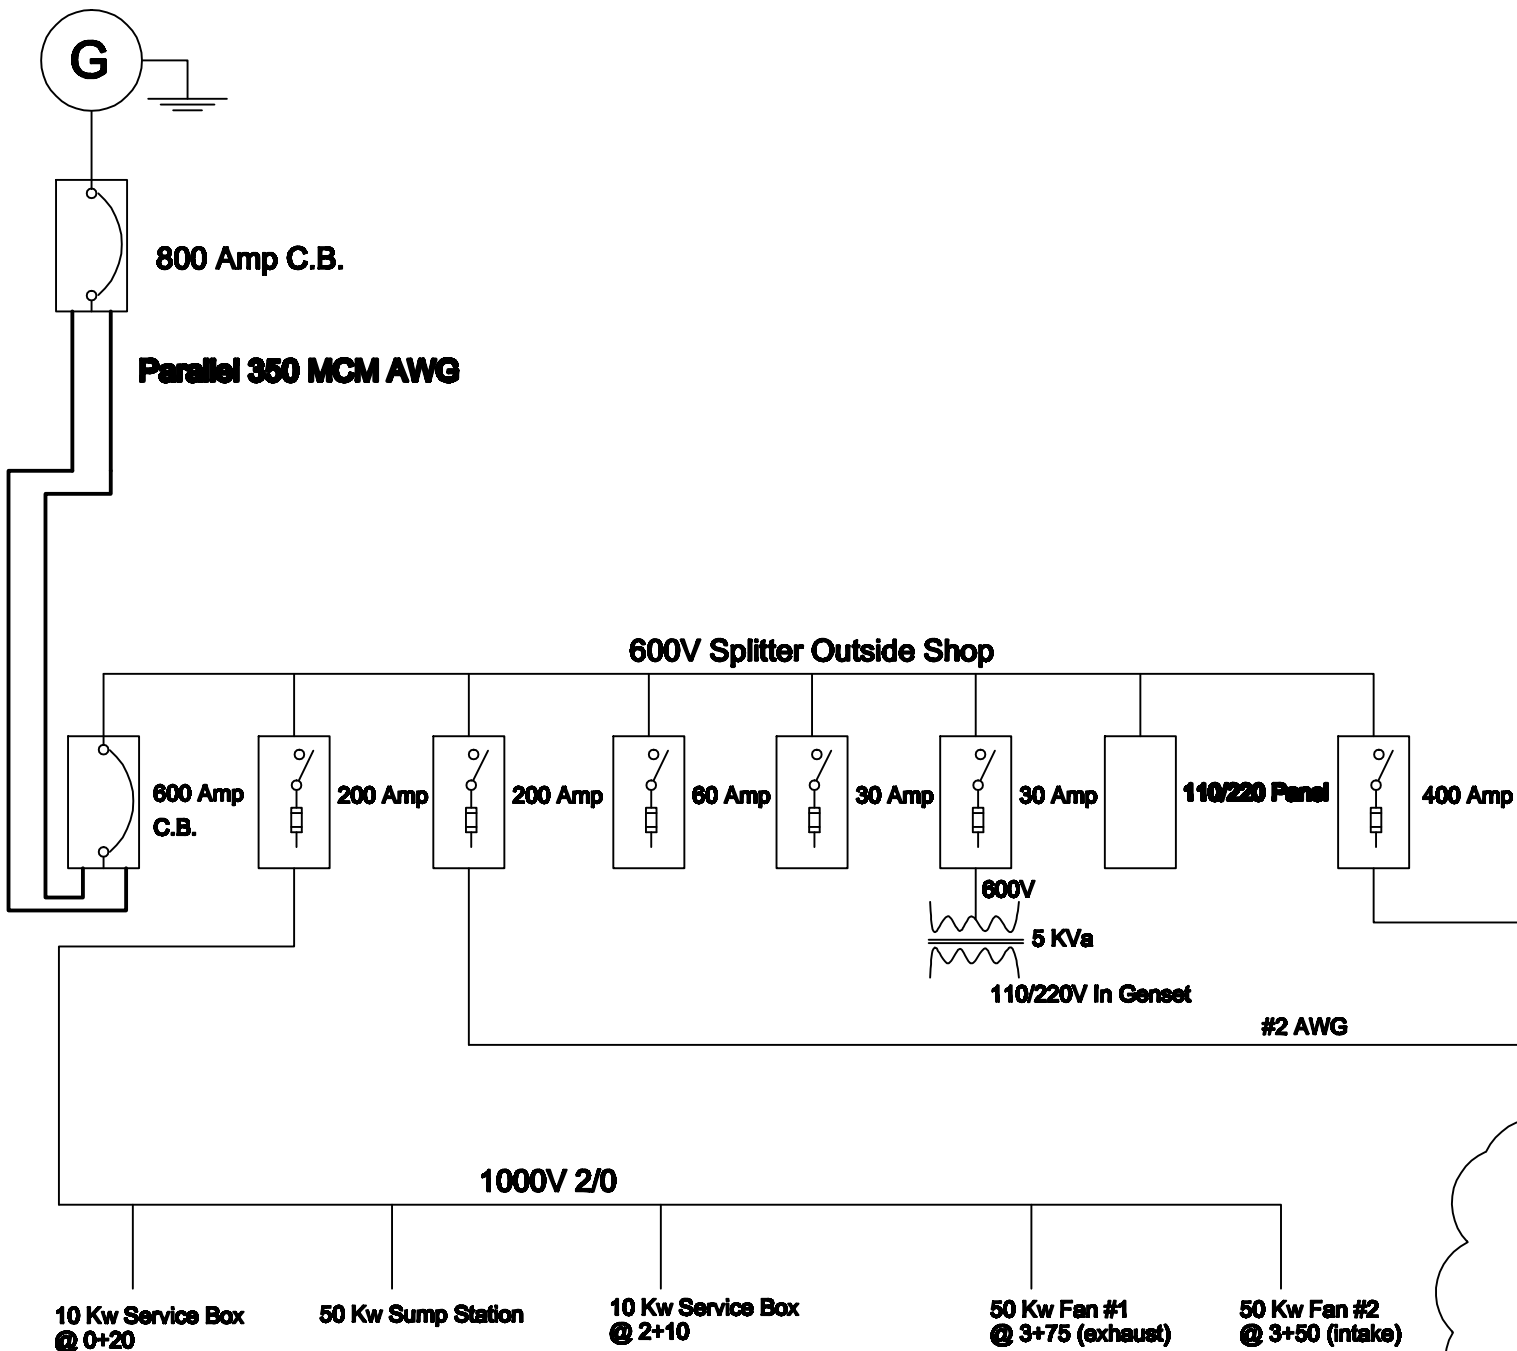 G
800 Amp C.B.
Parallel 350 MCM AWG
600V Splitter Outside Shop
600 Amp
C.B.
200 Amp
200 Amp
60 Amp
30 Amp
30 Amp
110/220 Panel
400 Amp
600V
5 KVa
110/220V In Genset
#2 AWG
1000V 2/0
10 Kw Service Box
@ 0+20
50 Kw Sump Station
10 Kw Service Box
@ 2+10
50 Kw Fan #1
@ 3+75 (exhaust)
50 Kw Fan #2
@ 3+50 (intake)